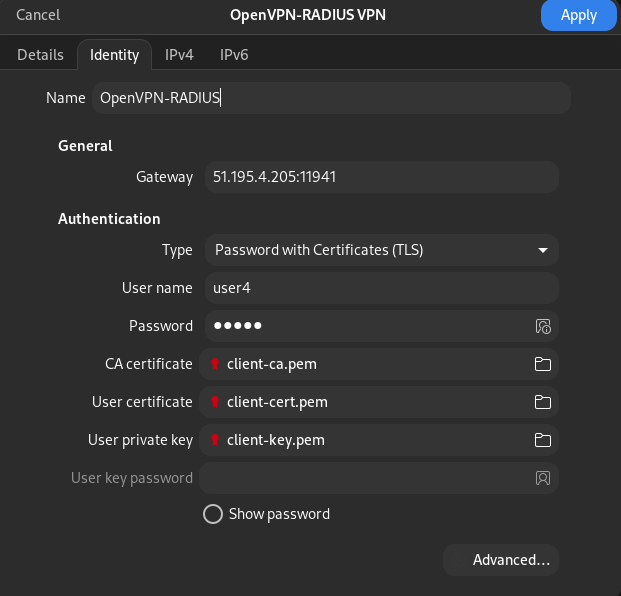 Cancel OpenVPN-RADIUS VPN Apply
Details Identity IPv4 IPv6
Name OpenVPN-RADIUS
General
Gateway 51.195.4.205:11941
Authentication
Type Password with Certificates (TLS)
User name user4
Password ●●●●●
CA certificate client-ca.pem
User certificate client-cert.pem
User private key client-key.pem
User key password
Show password
Advanced...